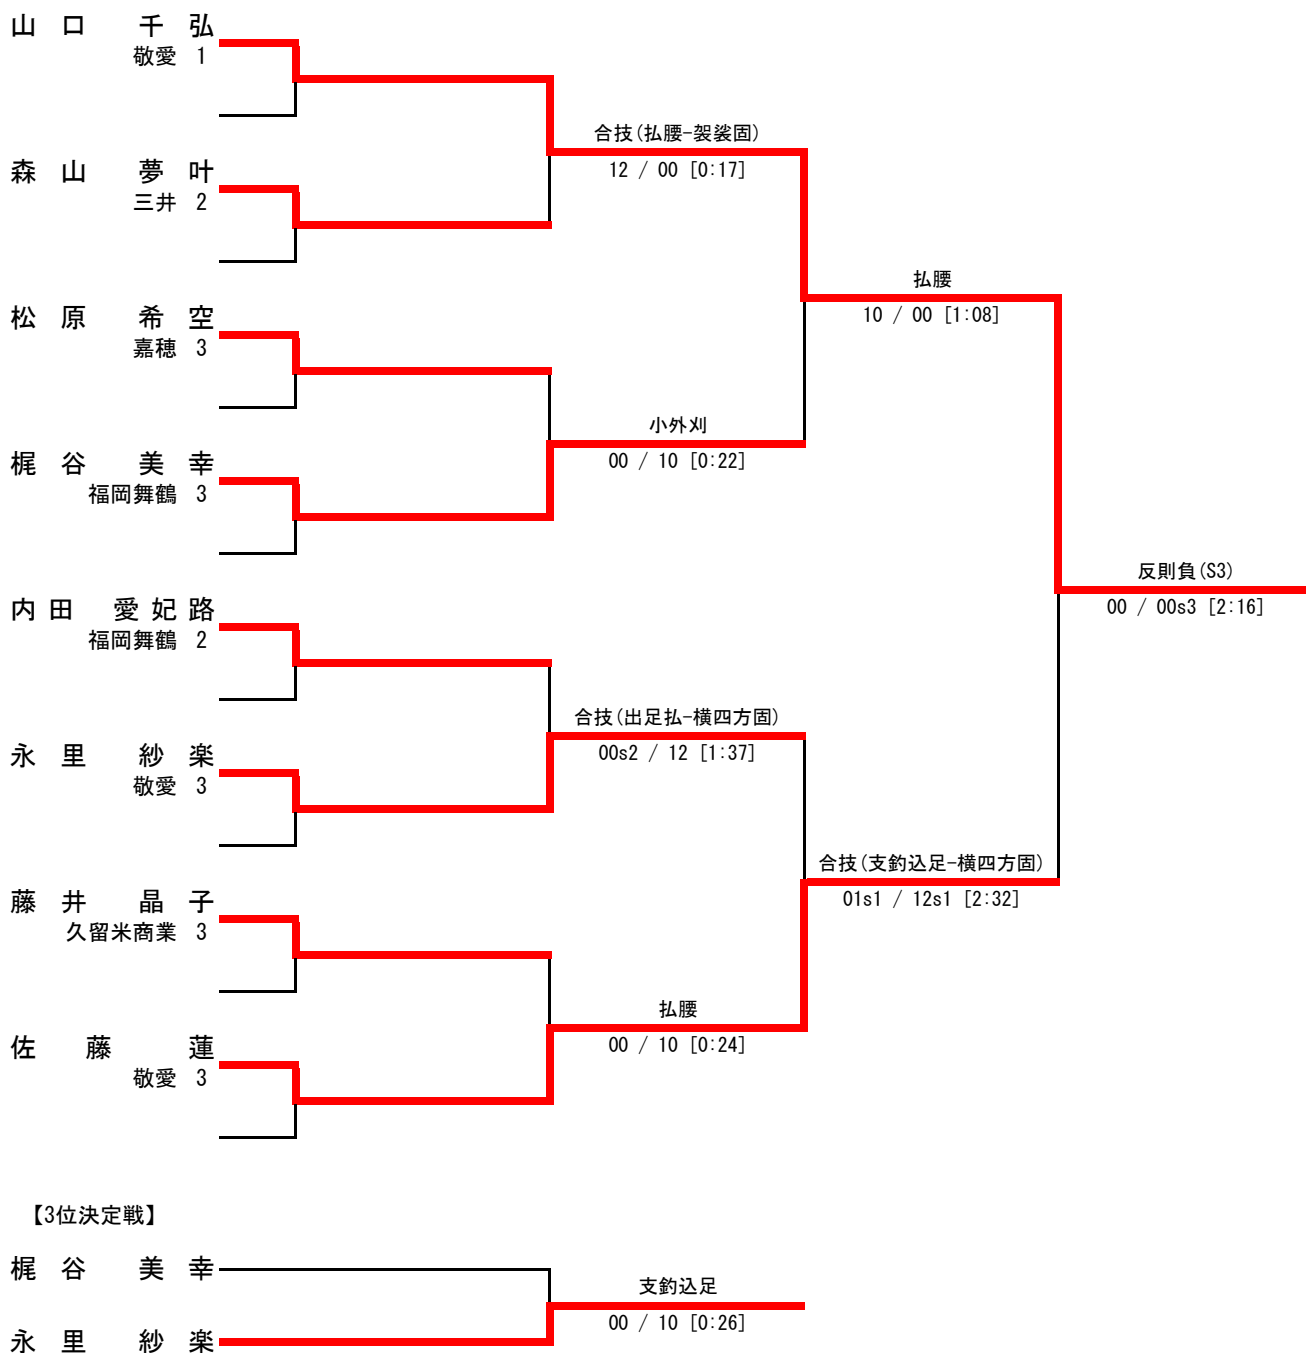 山口 千弘
敬愛 1
合技(払腰-袈裟固)
12 / 00 [0:17]
森山 夢叶
三井 2
払腰
10 / 00 [1:08]
松原 希空
嘉穂 3
小外刈
00 / 10 [0:22]
梶谷 美幸
福岡舞鶴 3
反則負(S3)
00 / 00s3 [2:16]
内田 愛妃路
福岡舞鶴 2
合技(出足払-横四方固)
00s2 / 12 [1:37]
永里 紗楽
敬愛 3
合技(支釣込足-横四方固)
01s1 / 12s1 [2:32]
藤井 晶子
久留米商業 3
払腰
00 / 10 [0:24]
佐藤 蓮
敬愛 3
【3位決定戦】
梶谷 美幸
支釣込足
00 / 10 [0:26]
永里 紗楽